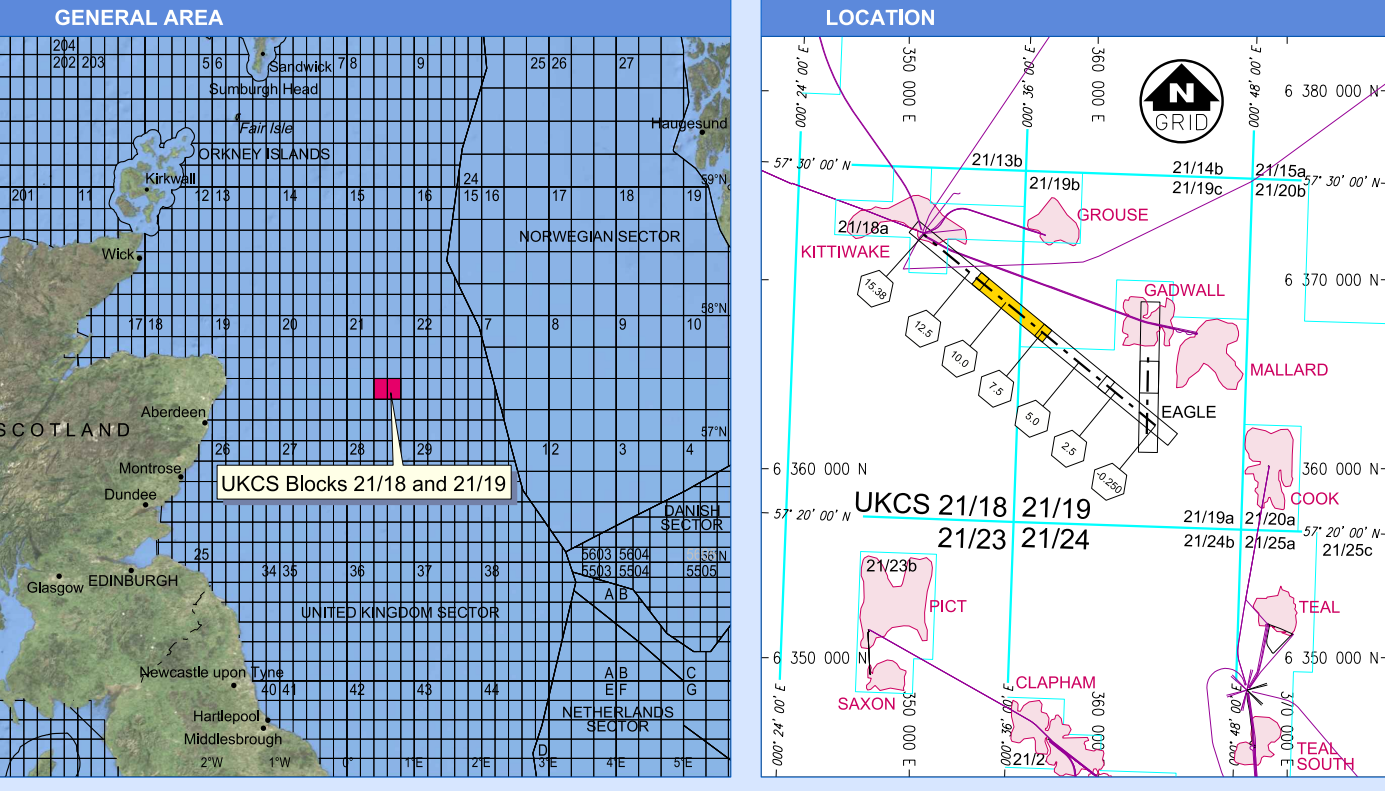 GENERAL AREA
204
202 203
5 6
7 8
9
25 26
27
Sandwick
Sumburgh Head
Fair Isle
Haugesund
ORKNEY ISLANDS
Kirkwall
24
59°N
201
11
12 13
14
15
16
15 16
17
18
19
NORWEGIAN SECTOR
Wick
58°N
17 18
19
20
21
22
7
8
9
10
Aberdeen
SCOTLAND
57°N
26
27
28
29
1 2
3
4
Montrose
UKCS Blocks 21/18 and 21/19
Dundee
DANISH
SECTOR
25
5603 5604
56°N
34 35
36
37
38
5503 5504
5505
Glasgow
EDINBURGH
A B
UNITED KINGDOM SECTOR
Newcastle upon Tyne
A B
C
40 41
42
43
44
E F
G
Hartlepool
NETHERLANDS
SECTOR
Middlesbrough
D
2°W
1°W
0°
1°E
2°E
3°E
4°E
5°E
LOCATION
000° 24' 00" E
350 000 E
000° 36' 00" E
360 000 E
000° 48' 00" E
N
GRID
6 380 000 N
57° 30' 00" N
21/13b
21/14b
21/15a
21/19b
21/19c
21/20b
57° 30' 00" N
GROUSE
21/18a
KITTIWAKE
6 370 000 N
GADWALL
15.38
12.5
10.0
7.5
5.0
2.5
-0.250
MALLARD
EAGLE
6 360 000 N
6 360 000 N
COOK
UKCS 21/18
21/19
57° 20' 00" N
21/19a
21/20a
57° 20' 00" N
21/23
21/24
21/24b
21/25a
21/25c
21/23b
PICT
TEAL
6 350 000 N
6 350 000 N
CLAPHAM
SAXON
000° 24' 00" E
350 000 E
000° 36' 00" E
360 000 E
000° 48' 00" E
21/2
TEAL
SOUTH